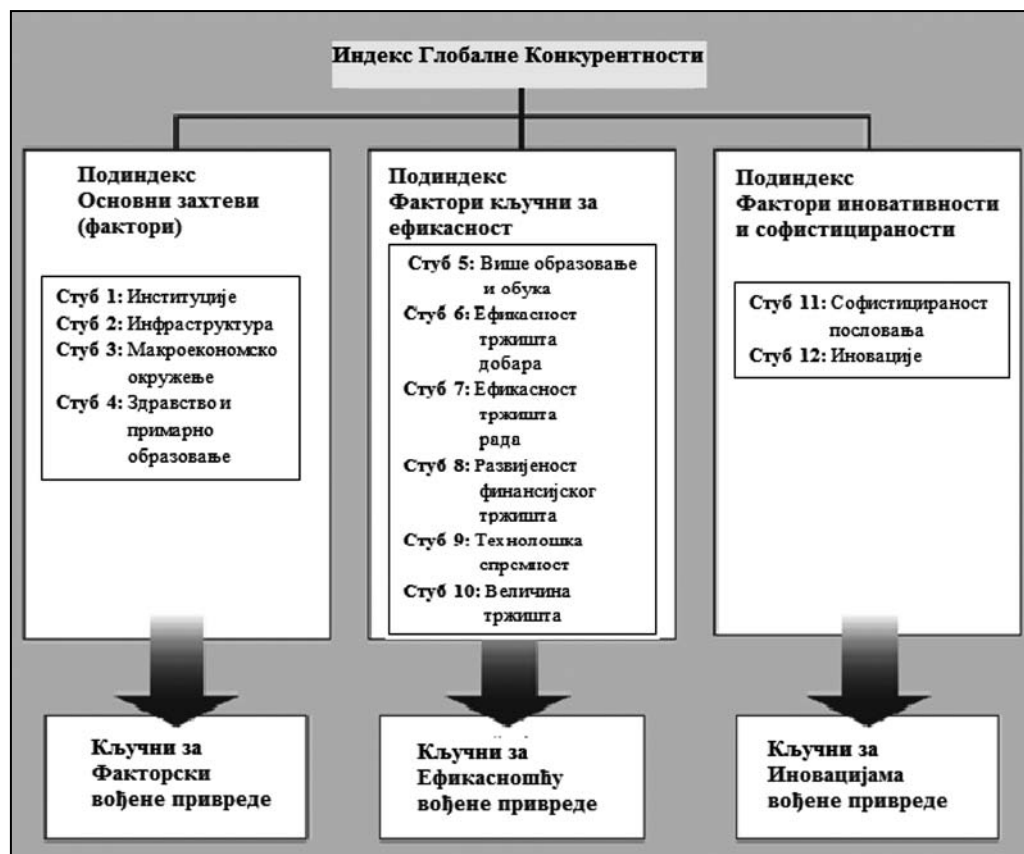 Индекс Глобалне Конкурентности
Подиндекс
Основни захтеви
(фактори)
Стуб 1: Институције
Стуб 2: Инфраструктура
Стуб 3: Макроекономско
окружење
Стуб 4: Здравство и
примарно
образовање
Кључни за
Факторски
вођене привреде
Подиндекс
Фактори кључни за
ефикасност
Стуб 5: Више образовање
и обука
Стуб 6: Ефикасност
тржишта
добара
Стуб 7: Ефикасност
тржишта
рада
Стуб 8: Развијеност
финансијског
тржишта
Стуб 9: Технолошка
спремност
Стуб 10: Величина
тржишта
Кључни за
Ефикасношћу
вођене привреде
Подиндекс
Фактори иновативности
и софистицираности
Стуб 11: Софистицираност
пословања
Стуб 12: Иновације
Кључни за
Иновацијама
вођене привреде